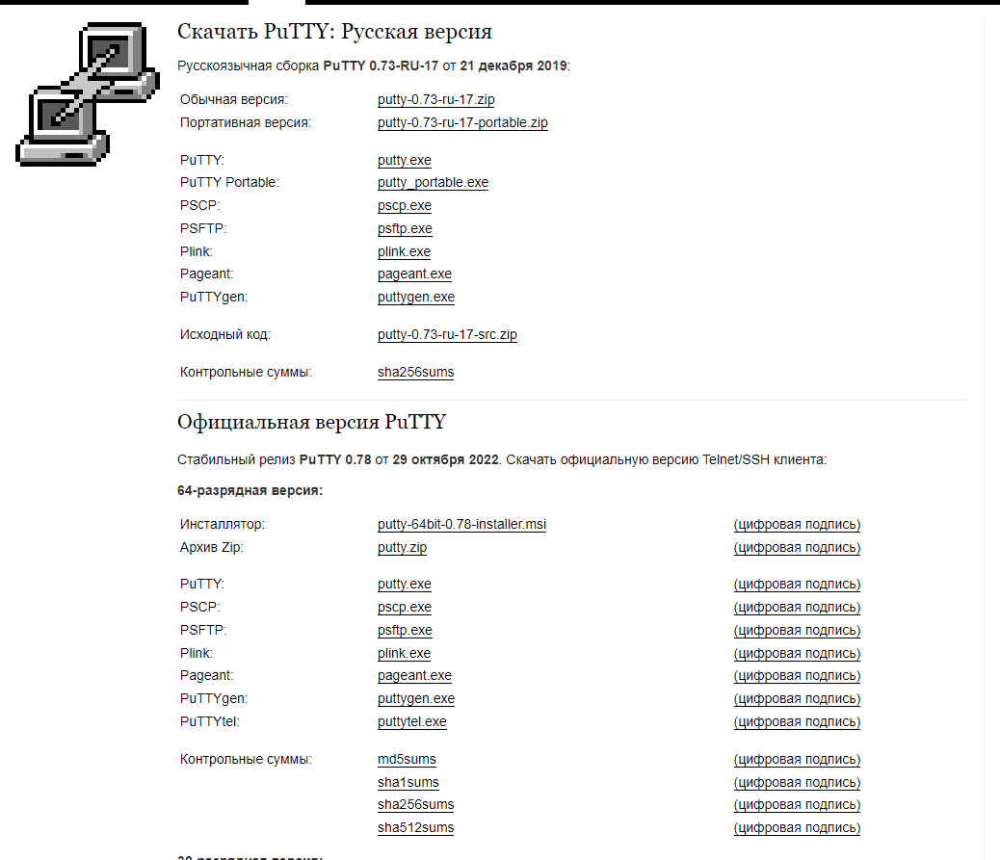 Скачать PuTTY: Русская версия
Русскоязычная сборка PuTTY 0.73-RU-17 от 21 декабря 2019:
Обычная версия: putty-0.73-ru-17.zip
Портативная версия: putty-0.73-ru-17-portable.zip
PuTTY: putty.exe
PuTTY Portable: putty_portable.exe
PSCP: pscp.exe
PSFTP: psftp.exe
Plink: plink.exe
Pageant: pageant.exe
PuTTYgen: puttygen.exe
Исходный код: putty-0.73-ru-17-src.zip
Контрольные суммы: sha256sums
Официальная версия PuTTY
Стабильный релиз PuTTY 0.78 от 29 октября 2022. Скачать официальную версию Telnet/SSH клиента:
64-разрядная версия:
Инсталлятор: putty-64bit-0.78-installer.msi (цифровая подпись)
Архив Zip: putty.zip (цифровая подпись)
PuTTY: putty.exe (цифровая подпись)
PSCP: pscp.exe (цифровая подпись)
PSFTP: psftp.exe (цифровая подпись)
Plink: plink.exe (цифровая подпись)
Pageant: pageant.exe (цифровая подпись)
PuTTYgen: puttygen.exe (цифровая подпись)
PuTTYtel: puttytel.exe (цифровая подпись)
Контрольные суммы: md5sums (цифровая подпись)
sha1sums (цифровая подпись)
sha256sums (цифровая подпись)
sha512sums (цифровая подпись)